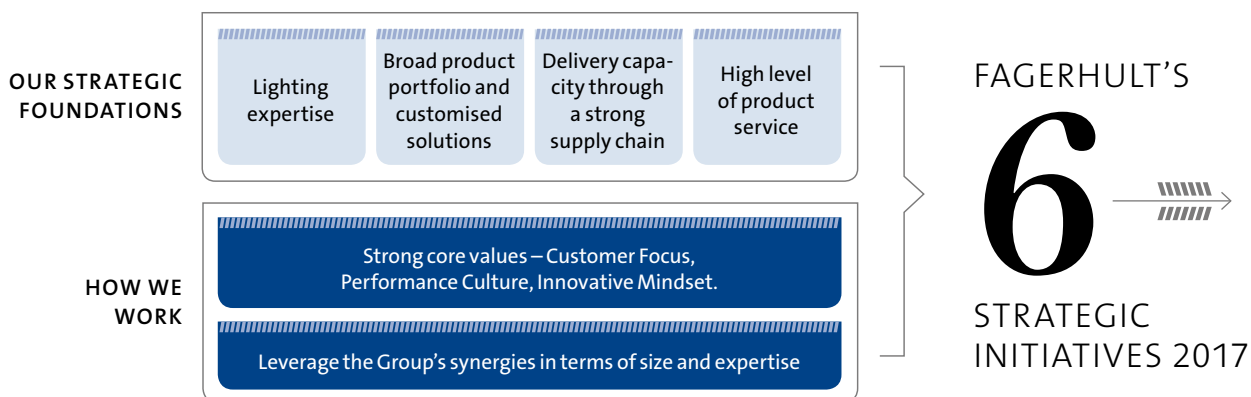 OUR STRATEGIC
FOUNDATIONS
Lighting
expertise
Broad product
portfolio and
customised
solutions
Delivery capa-
city through
a strong
supply chain
High level
of product
service
HOW WE
WORK
Strong core values – Customer Focus,
Performance Culture, Innovative Mindset.
Leverage the Group’s synergies in terms of size and expertise
FAGERHULT’S
6
STRATEGIC
INITIATIVES 2017